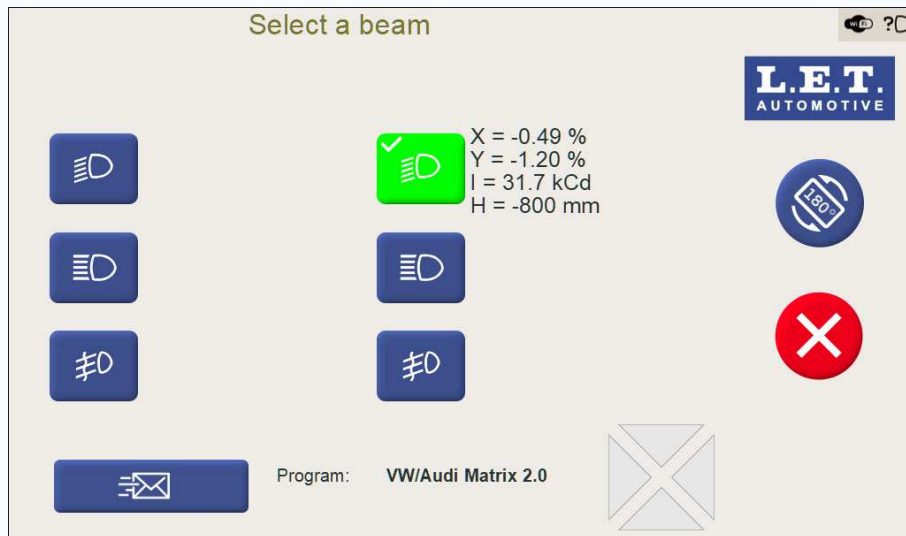 Select a beam
WiFi ?
L.E.T.
AUTOMOTIVE
X = -0.49 %
Y = -1.20 %
I = 31.7 kCd
H = -800 mm
180°
Program: VW/Audi Matrix 2.0